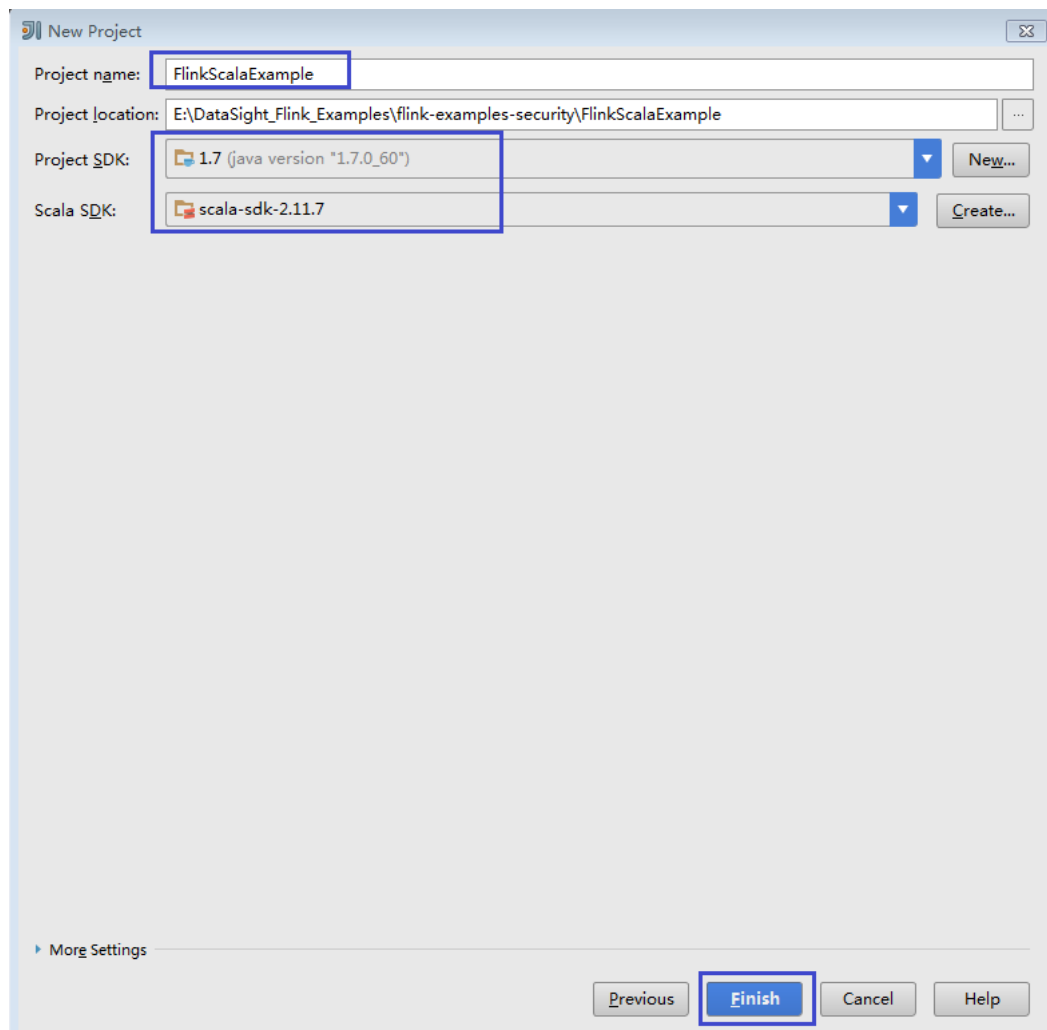 New Project
Project name: FlinkScalaExample
Project location: E:\DataSight_Flink_Examples\flink-examples-security\FlinkScalaExample ...
Project SDK: 1.7 (java version "1.7.0_60") New...
Scala SDK: scala-sdk-2.11.7 Create...
More Settings
Previous Finish Cancel Help